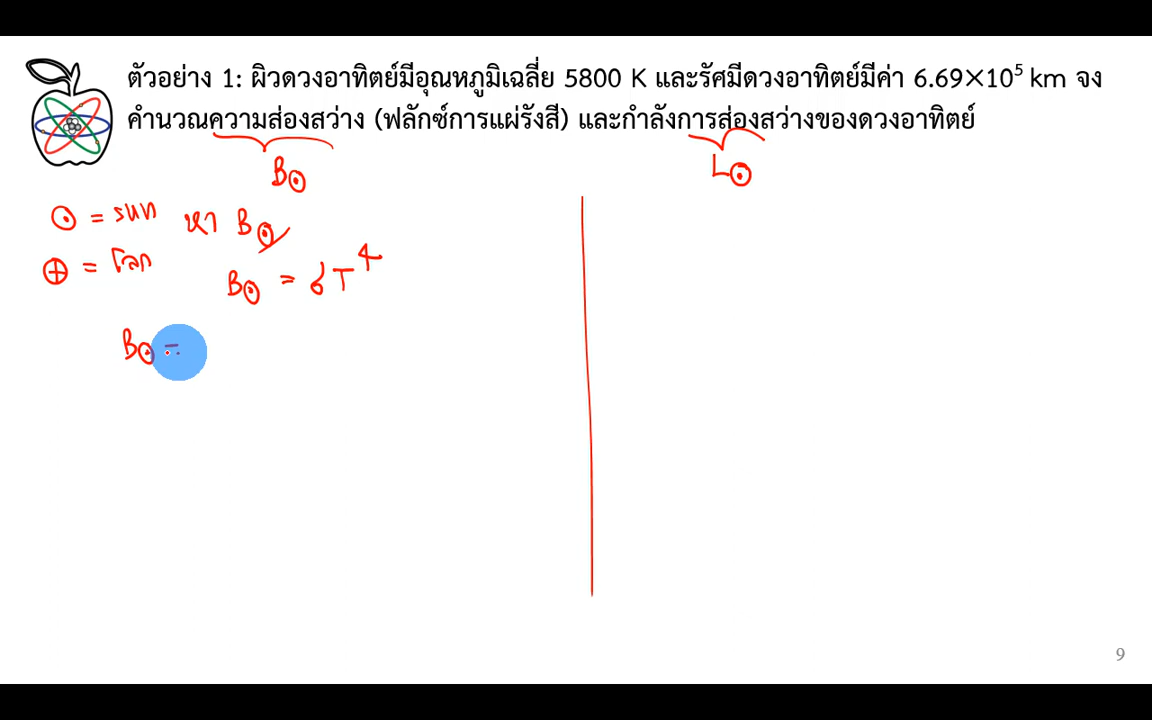 ตัวอย่าง 1: ผิวดวงอาทิตย์มีอุณหภูมิเฉลี่ย 5800 K และรัศมีดวงอาทิตย์มีค่า 6.69×10⁵ km จง
คำนวณความส่องสว่าง (ฟลักซ์การแผ่รังสี) และกำลังการส่องสว่างของดวงอาทิตย์
B☉
L☉
☉ = sun
หา B☉
⊕ = โลก
B☉ = σT⁴
B☉ =
9